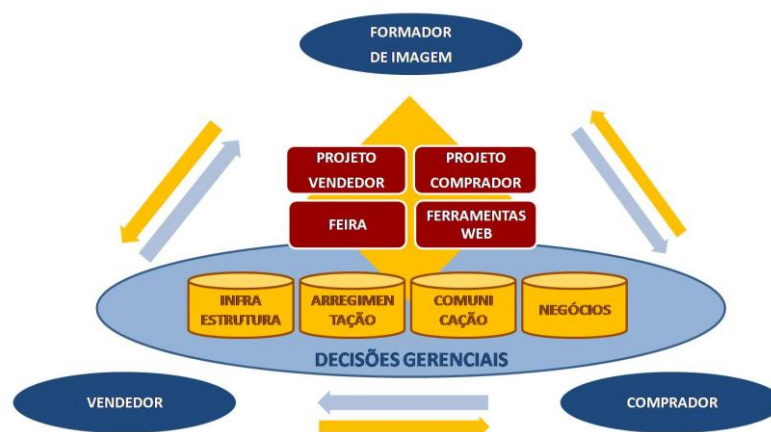 FORMADOR
DE IMAGEM
PROJETO
VENDEDOR
PROJETO
COMPRADOR
FEIRA
FERRAMENTAS
WEB
INFRA
ESTRUTURA
ARREGIMEN
TAÇÃO
COMUNI
CAÇÃO
NEGÓCIOS
DECISÕES GERENCIAIS
VENDEDOR
COMPRADOR